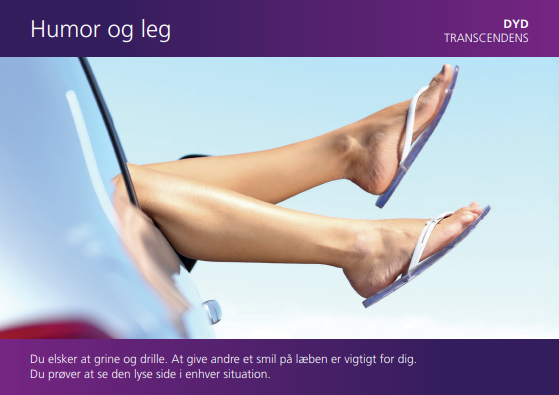 Humor og leg
DYD
TRANSCENDENS
Du elsker at grine og drille. At give andre et smil på læben er vigtigt for dig.
Du prøver at se den lyse side i enhver situation.